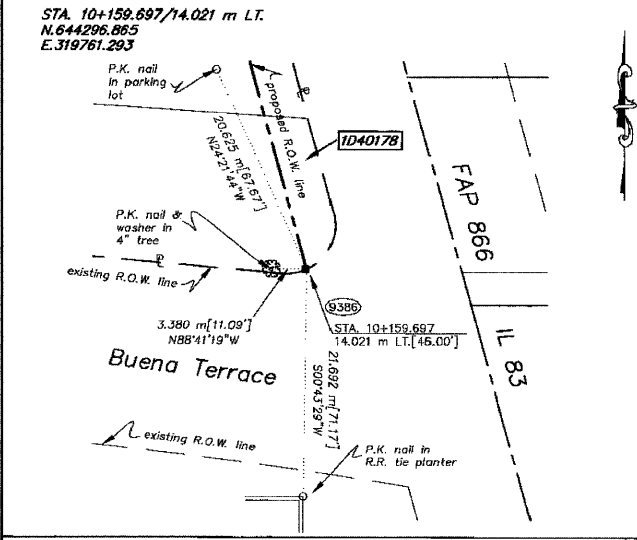 STA. 10+159.697/14.021 m LT.
N.644296.865
E.319761.293
P.K. nail
in parking
lot
proposed R.O.W. line
20.625 m[67.67']
N24°21'44"W
1D40178
FAP 866
P.K. nail &
washer in
4" tree
existing R.O.W. line
9386
STA. 10+159.697
14.021 m LT.[46.00']
3.380 m[11.09']
N88°41'19"W
IL 83
Buena Terrace
21.692 m[71.17']
S00°43'29"W
existing R.O.W. line
P.K. nail in
R.R. tie planter